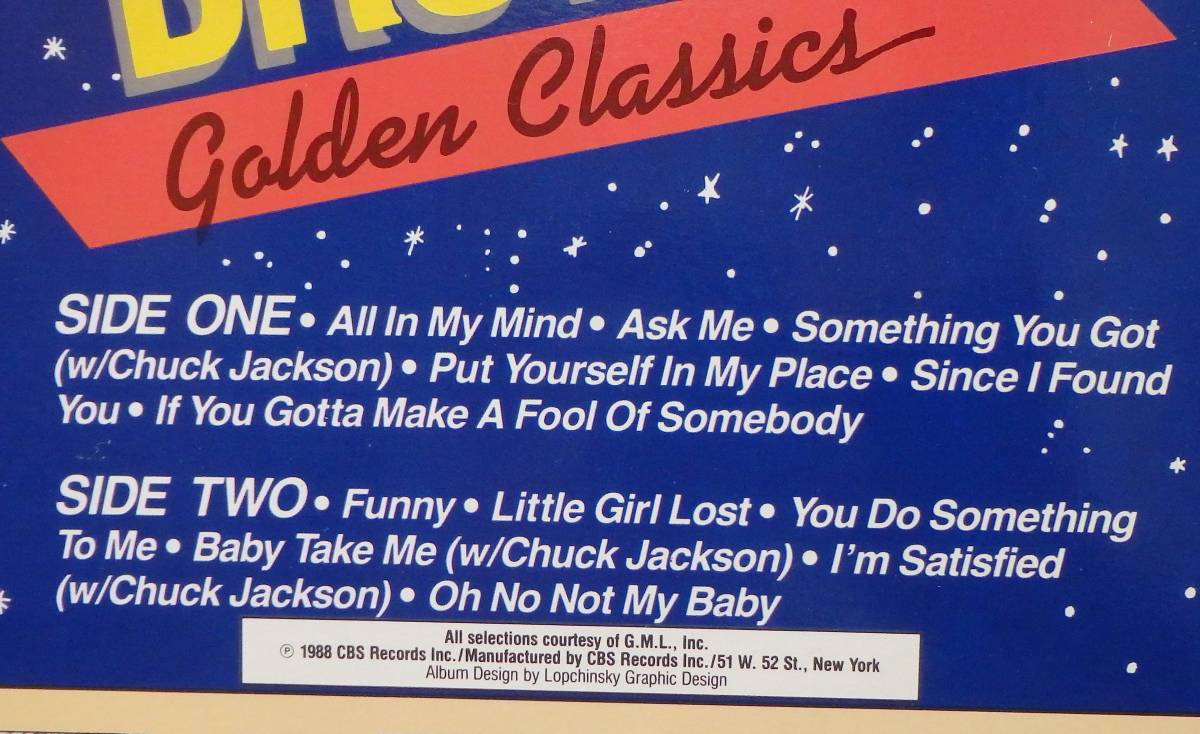 Golden Classics
SIDE ONE • All In My Mind • Ask Me • Something You Got
(w/Chuck Jackson) • Put Yourself In My Place • Since I Found
You • If You Gotta Make A Fool Of Somebody
SIDE TWO • Funny • Little Girl Lost • You Do Something
To Me • Baby Take Me (w/Chuck Jackson) • I'm Satisfied
(w/Chuck Jackson) • Oh No Not My Baby
All selections courtesy of G.M.L., Inc.
℗ 1988 CBS Records Inc./Manufactured by CBS Records Inc./51 W. 52 St., New York
Album Design by Lopchinsky Graphic Design